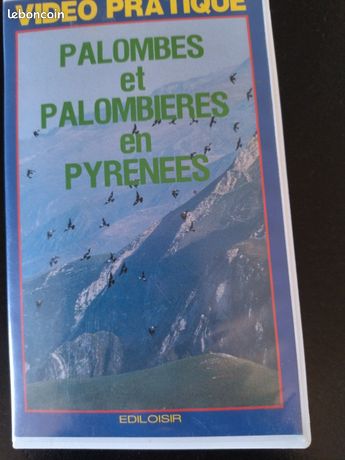 VIDEO PRATIQUE
leboncoin
PALOMBES
et
PALOMBIERES
en
PYRENEES
EDILOISIR